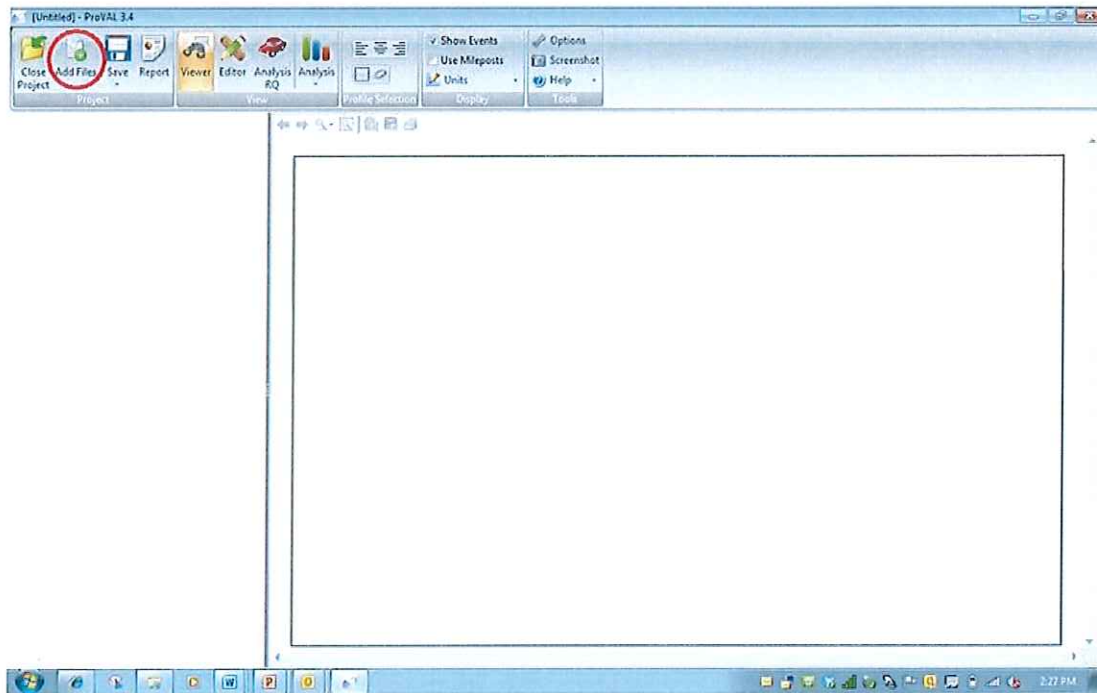 [Untitled] - ProVAL 3.4
Close Project
Add Files
Save
Report
Viewer
Editor
Analysis RQ
Analysis
Show Events
Use Mileposts
Units
Options
Screenshot
Help
Project
View
Profile Selection
Display
Tools
2:27 PM